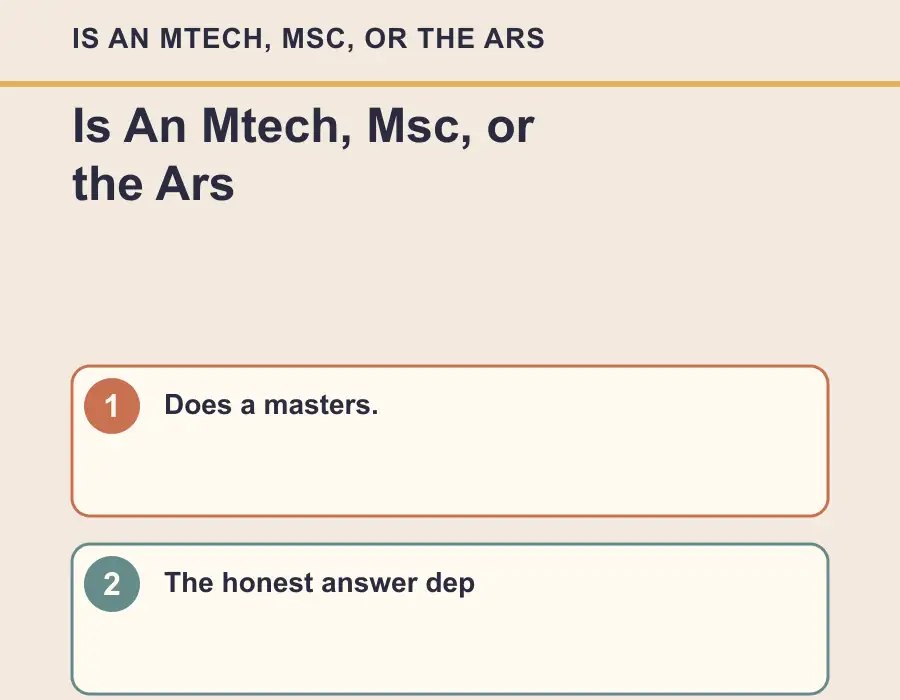 IS AN MTECH, MSC, OR THE ARS
Is An Mtech, Msc, or
the Ars
1
Does a masters.
2
The honest answer dep